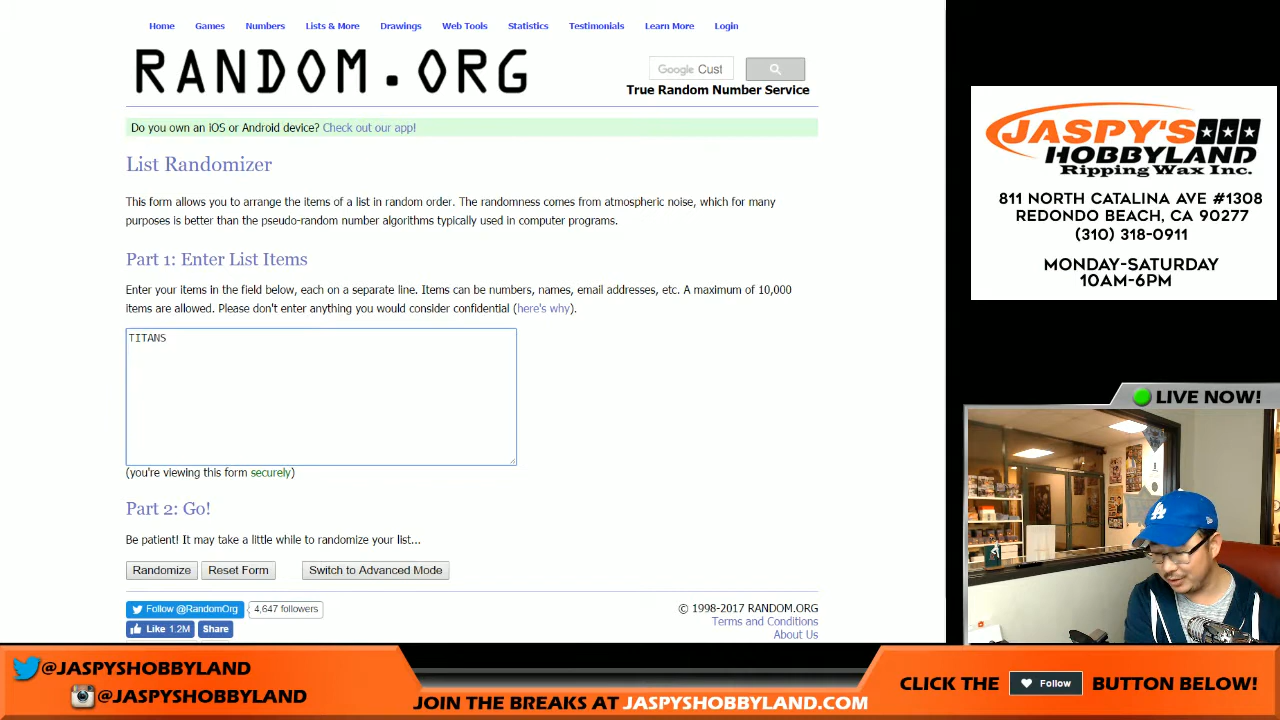 Home Games Numbers Lists & More Drawings Web Tools Statistics Testimonials Learn More Login
RANDOM.ORG
Google Cust
True Random Number Service
Do you own an iOS or Android device? Check out our app!
List Randomizer
This form allows you to arrange the items of a list in random order. The randomness comes from atmospheric noise, which for many
purposes is better than the pseudo-random number algorithms typically used in computer programs.
Part 1: Enter List Items
Enter your items in the field below, each on a separate line. Items can be numbers, names, email addresses, etc. A maximum of 10,000
items are allowed. Please don't enter anything you would consider confidential (here's why).
TITANS
(you're viewing this form securely)
Part 2: Go!
Be patient! It may take a little while to randomize your list...
Randomize Reset Form Switch to Advanced Mode
Follow @RandomOrg 4,647 followers
Like 1.2M Share
© 1998-2017 RANDOM.ORG
Terms and Conditions
About Us
JASPY'S
HOBBYLAND
Ripping Wax Inc.
811 NORTH CATALINA AVE #1308
REDONDO BEACH, CA 90277
(310) 318-0911
MONDAY-SATURDAY
10AM-6PM
LIVE NOW!
LA
@JASPYSHOBBYLAND
@JASPYSHOBBYLAND
JOIN THE BREAKS AT JASPYSHOBBYLAND.COM
CLICK THE Follow BUTTON BELOW!